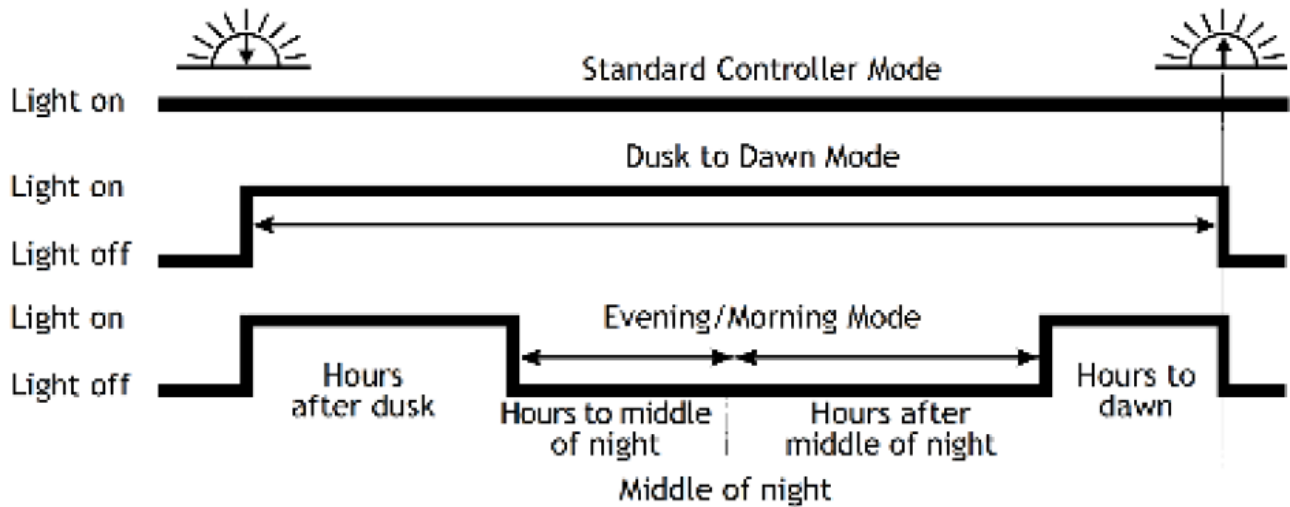 Standard Controller Mode
Light on
Dusk to Dawn Mode
Light on
Light off
Light on
Evening/Morning Mode
Light off
Hours
after dusk
Hours to middle
of night
Hours after
middle of night
Hours to
dawn
Middle of night